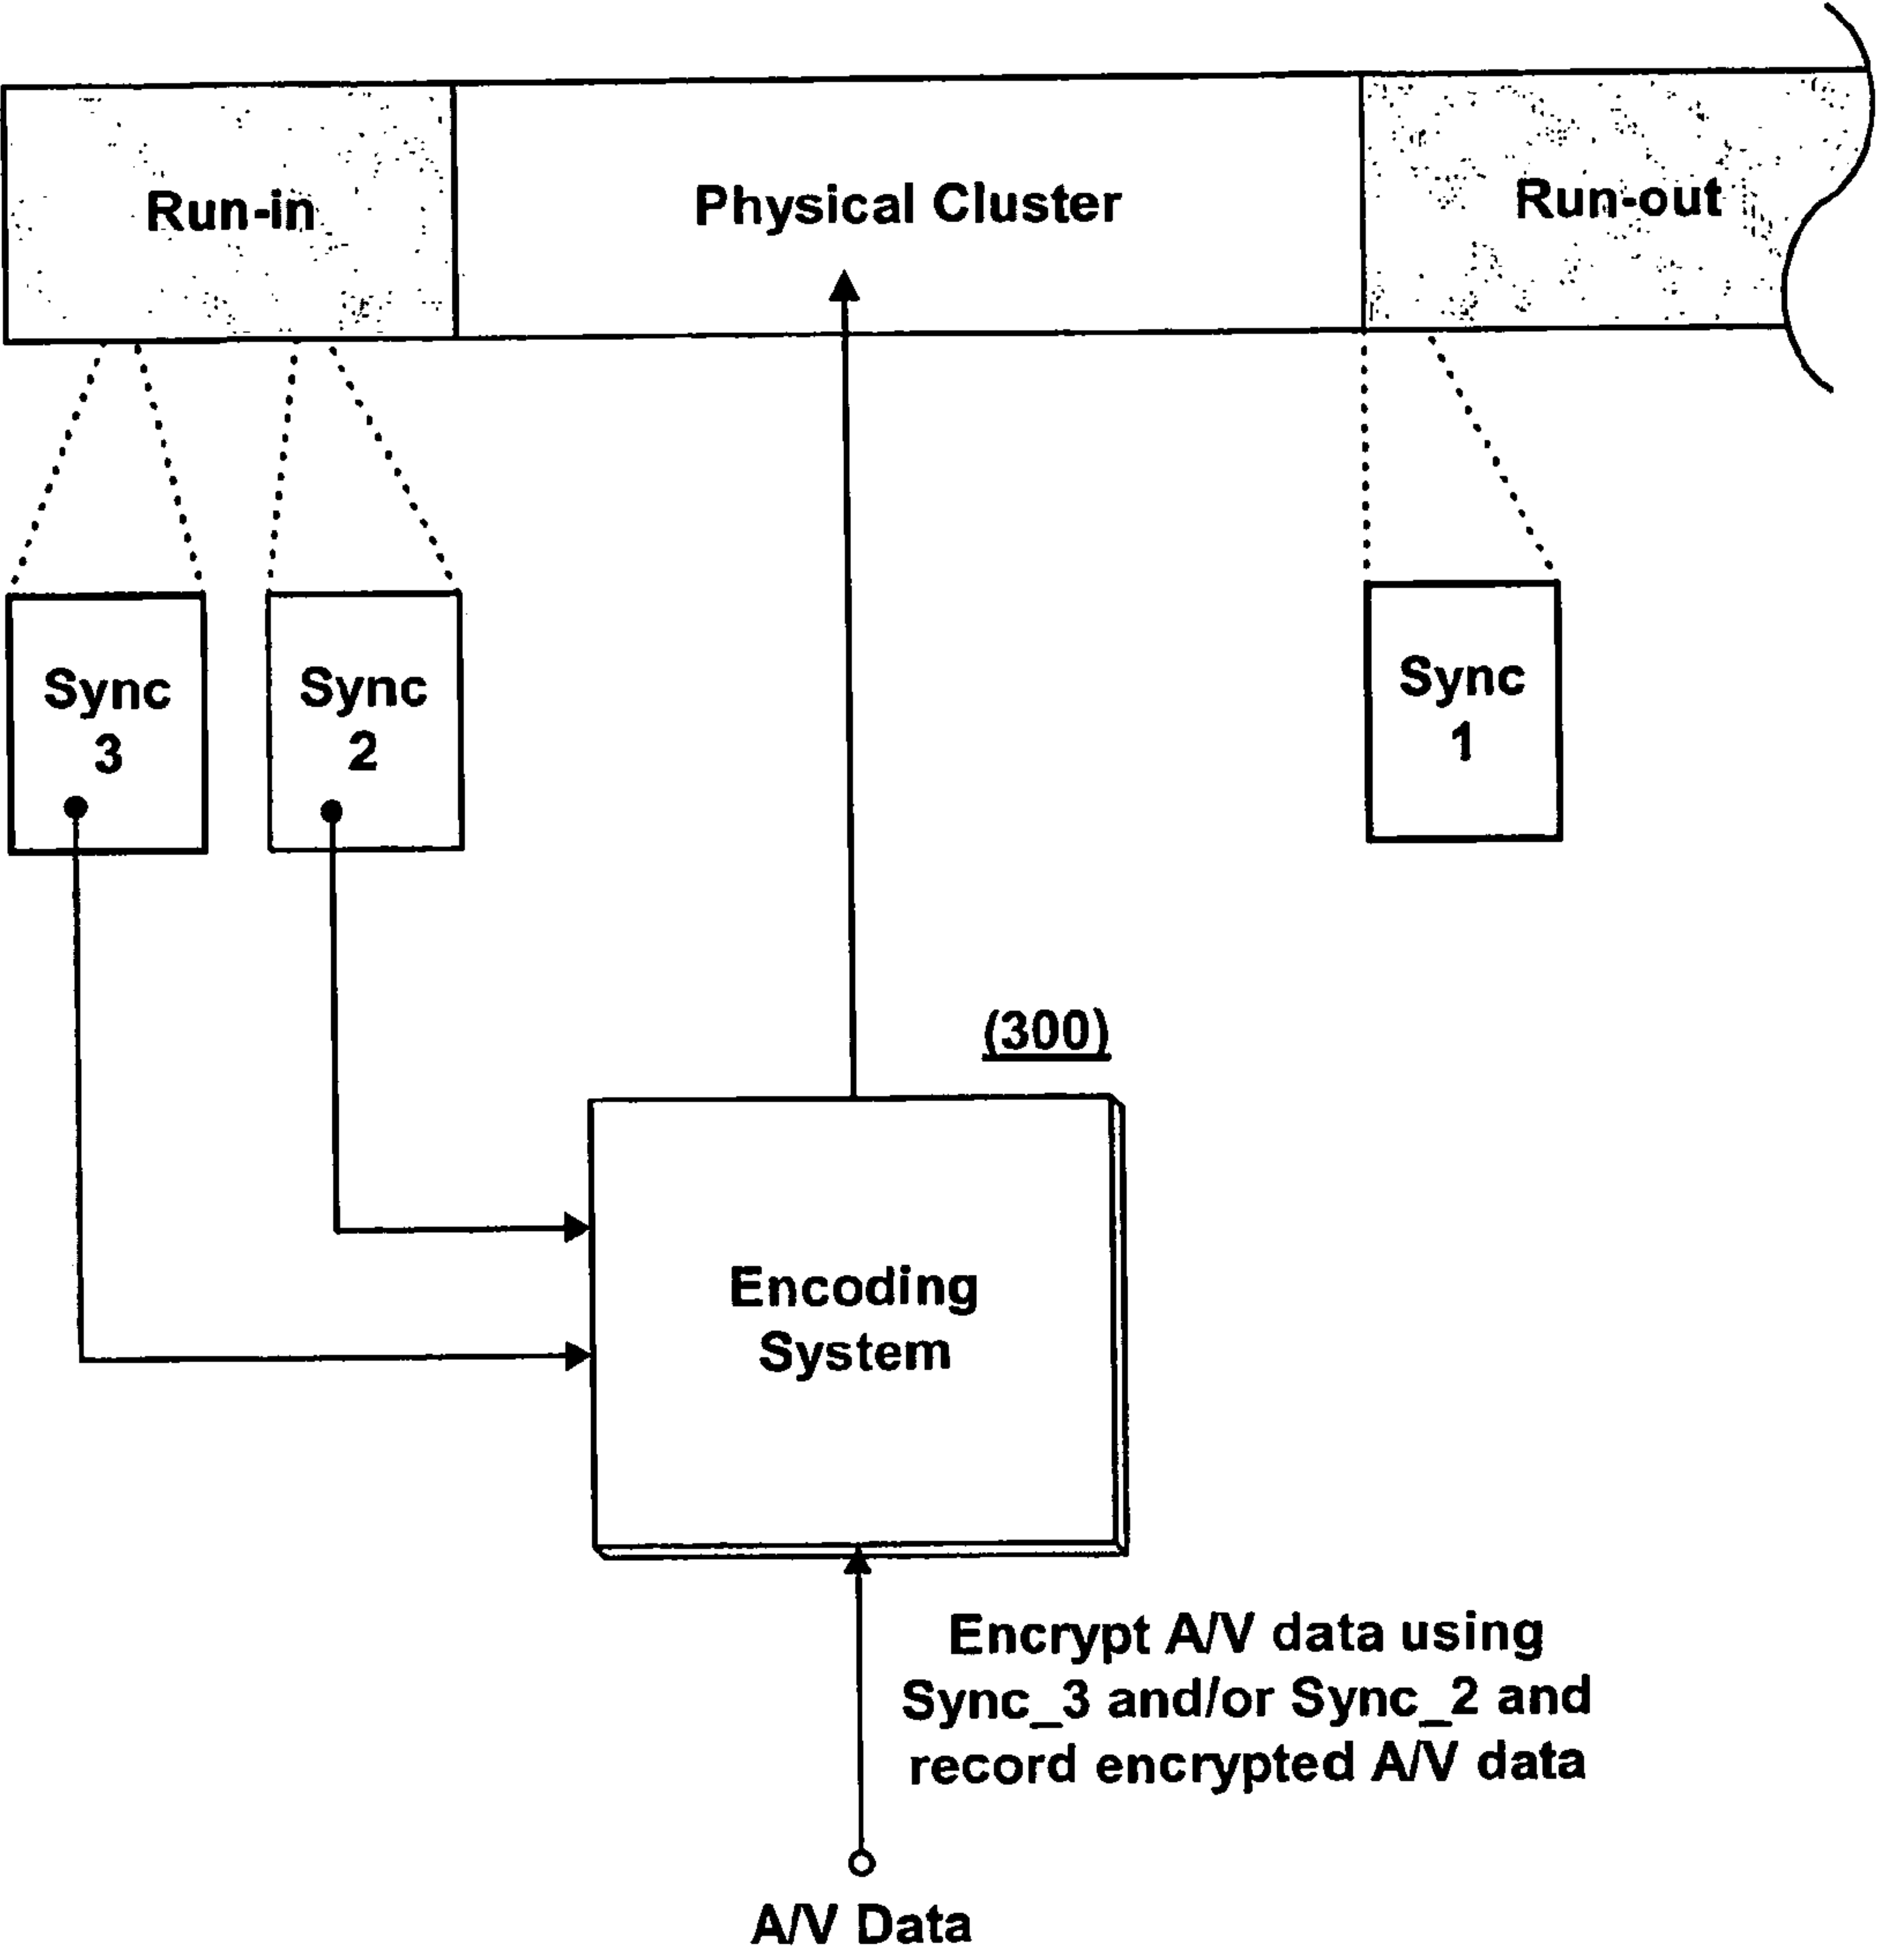 Run-in
Physical Cluster
Run-out
Sync
3
Sync
2
Sync
1
(300)
Encoding
System
Encrypt A/V data using
Sync_3 and/or Sync_2 and
record encrypted A/V data
A/V Data